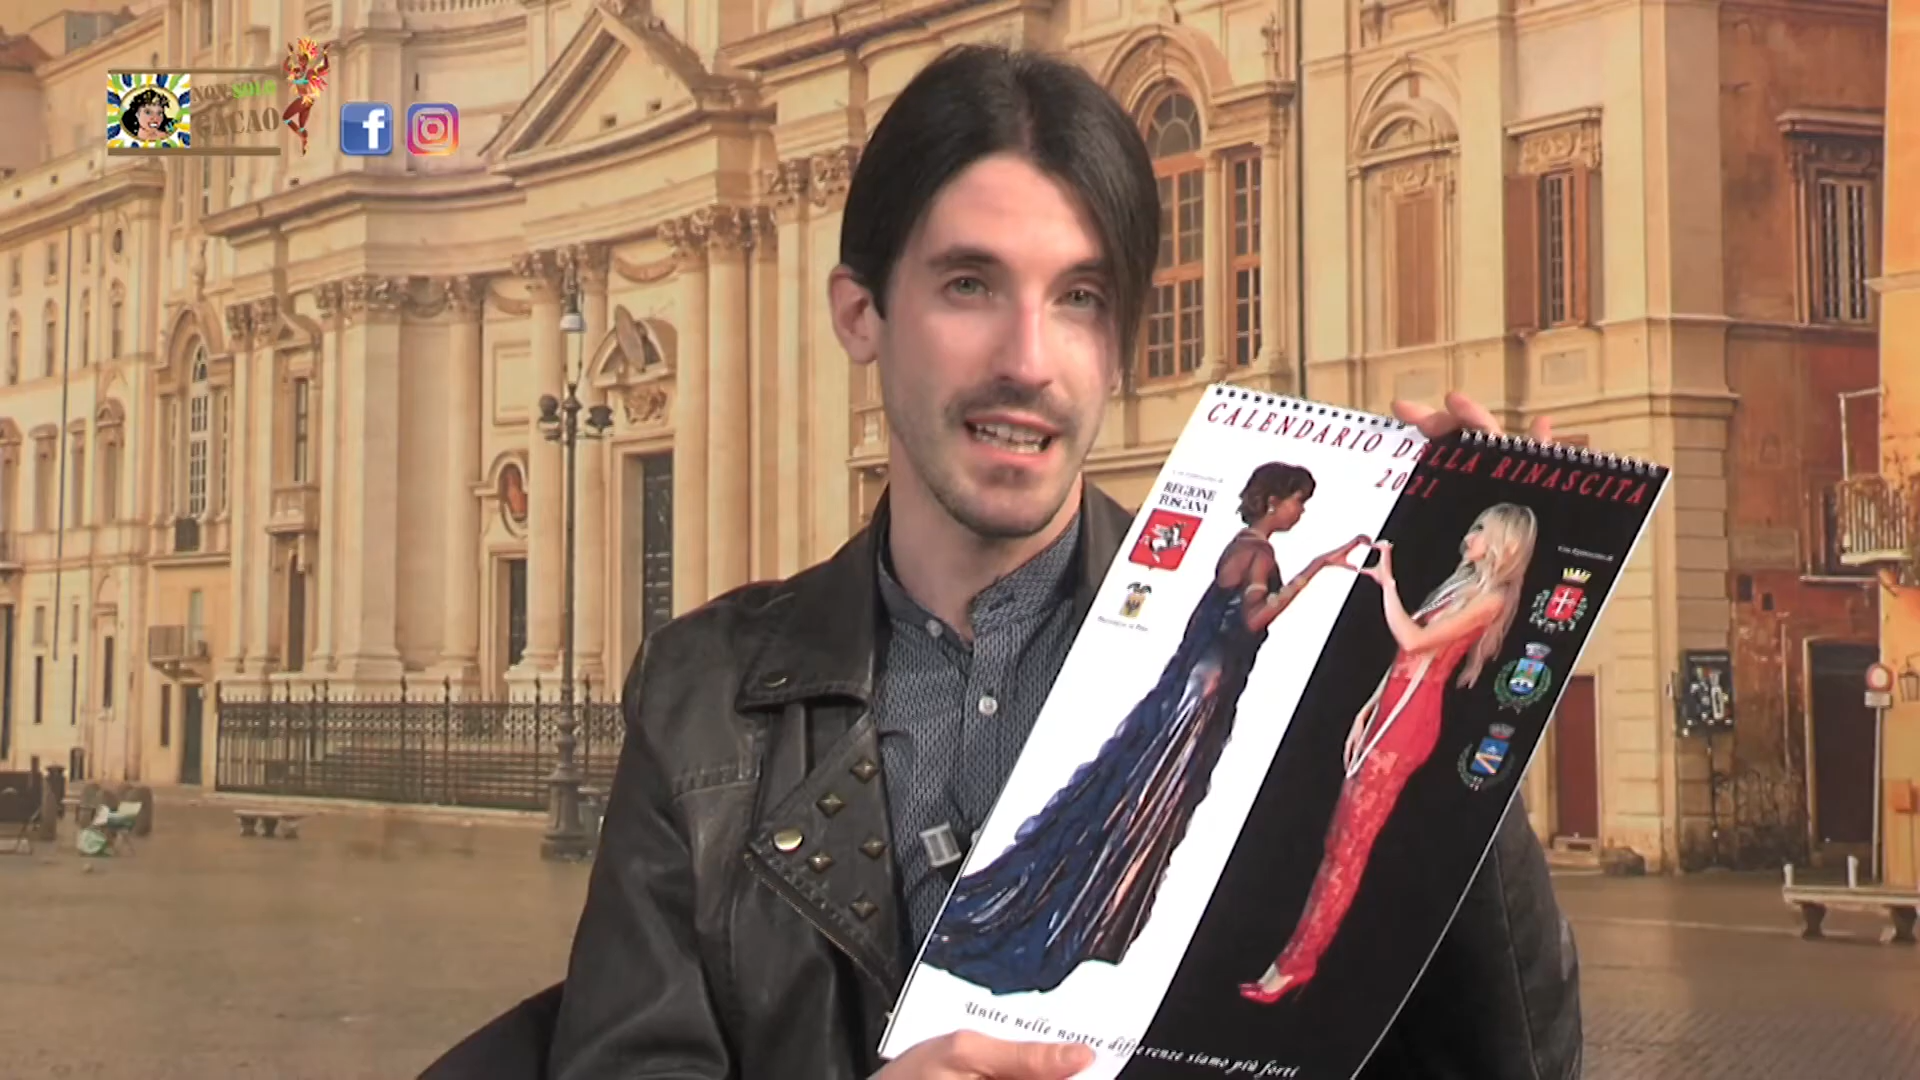 NON SOLO
CACAO
CALENDARIO DELLA RINASCITA
2021
REGIONE
TOSCANA
Unite nelle nostre differenze siamo più forti